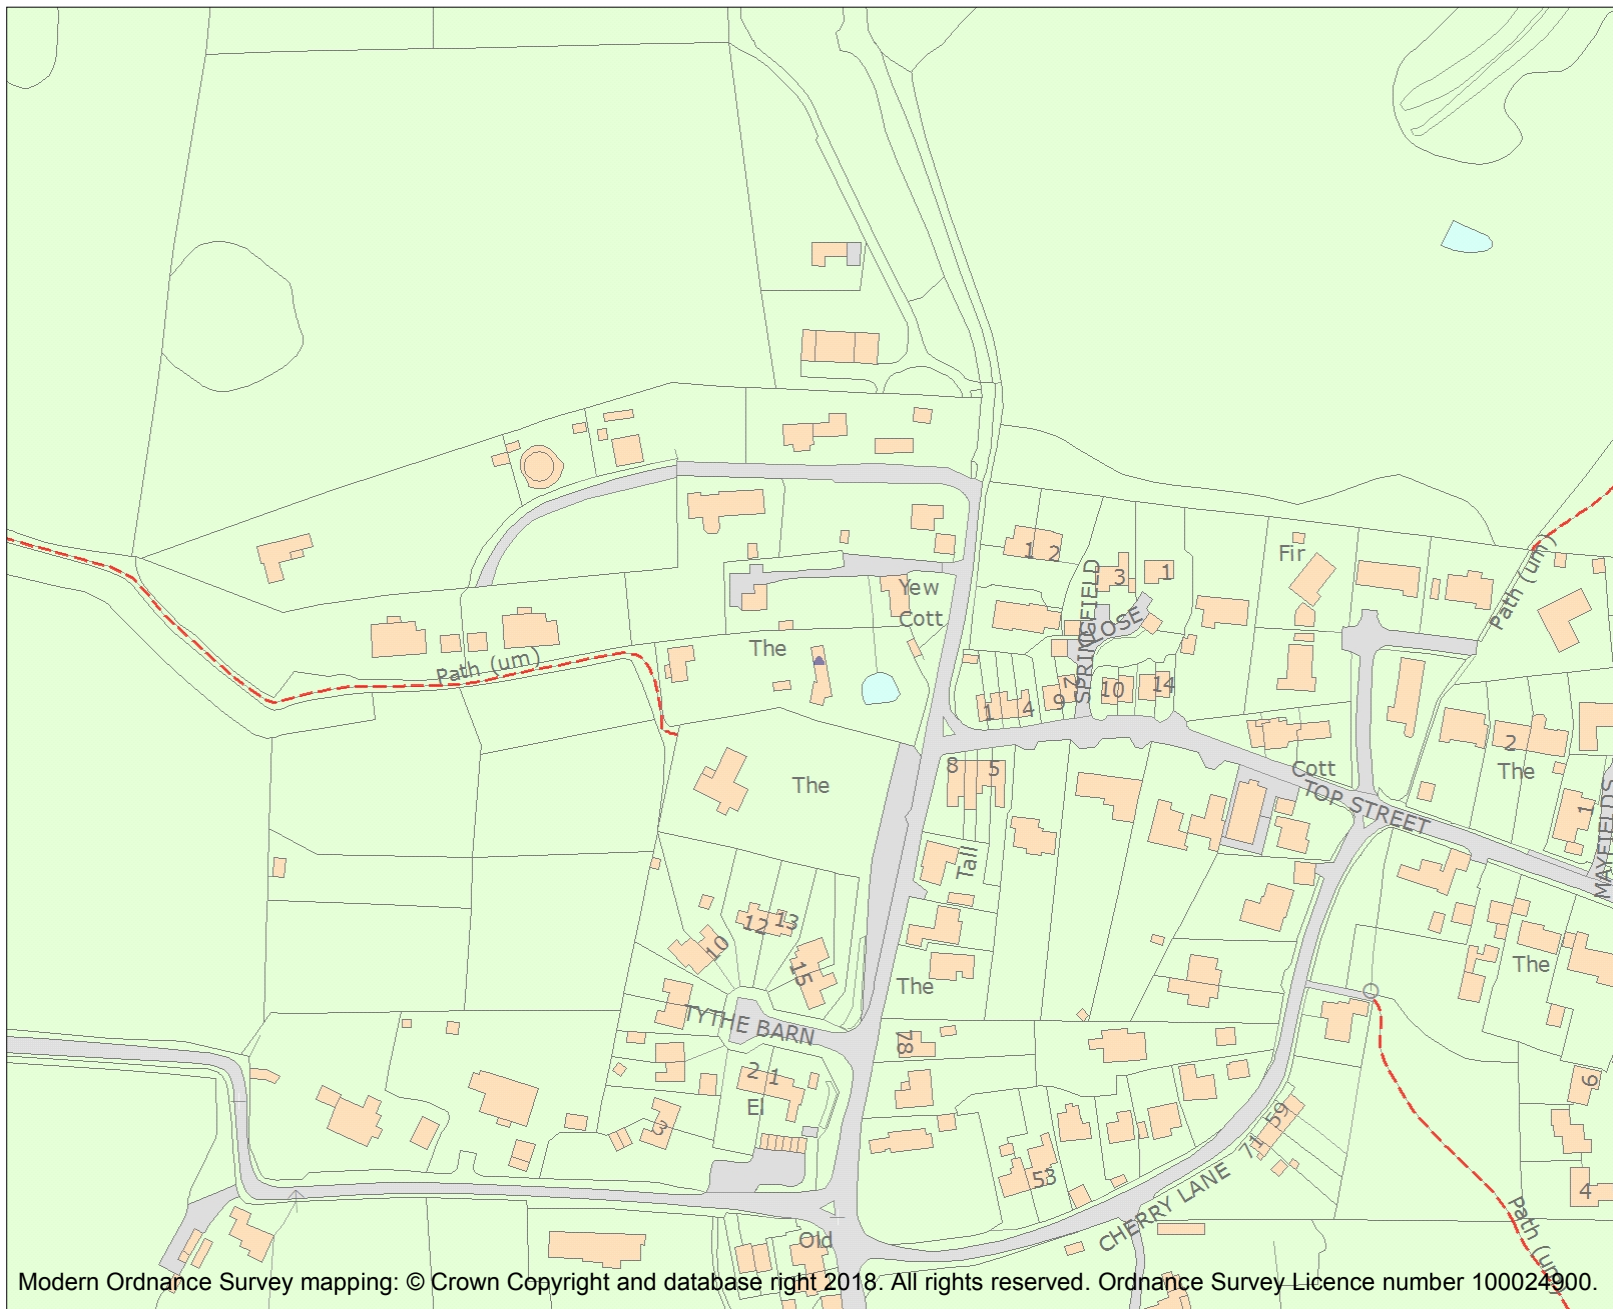 Fir
Path (um)
1 2
3
1
SPRINGFIELD
CLOSE
Yew
Cott
The
Path (um)
1
4
9
2
10
14
8
5
2
The
The
Cott
TOP STREET
1
MAYFIELDS
Tall
12
13
10
15
The
The
TYTHE BARN
78
2 1
El
3
6
59
71
53
4
CHERRY LANE
Path (um)
Old
Modern Ordnance Survey mapping: © Crown Copyright and database right 2018. All rights reserved. Ordnance Survey Licence number 100024900.